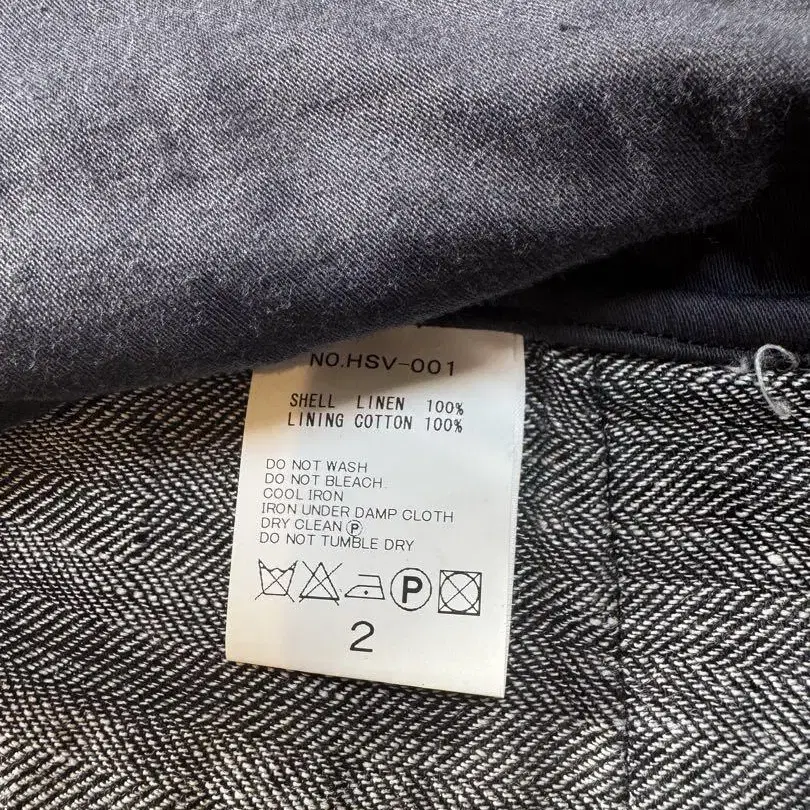 NO.HSV-001
SHELL LINEN 100%
LINING COTTON 100%
DO NOT WASH
DO NOT BLEACH
COOL IRON
IRON UNDER DAMP CLOTH
DRY CLEAN Ⓟ
DO NOT TUMBLE DRY
P
2